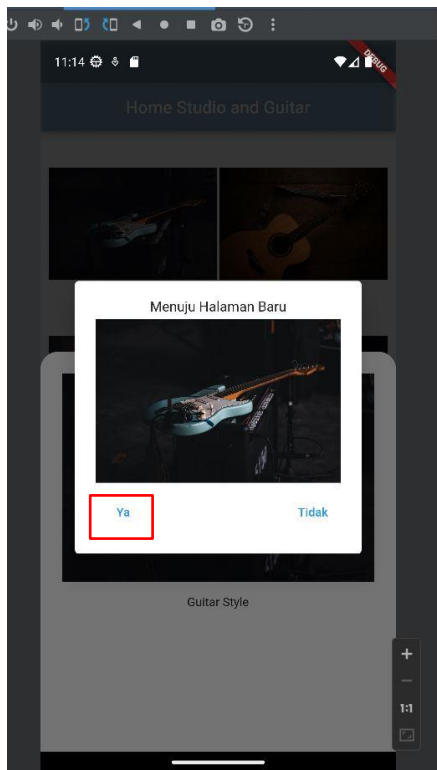 11:14
DEBUG
Home Studio and Guitar
Menuju Halaman Baru
Ya
Tidak
Guitar Style
1:1